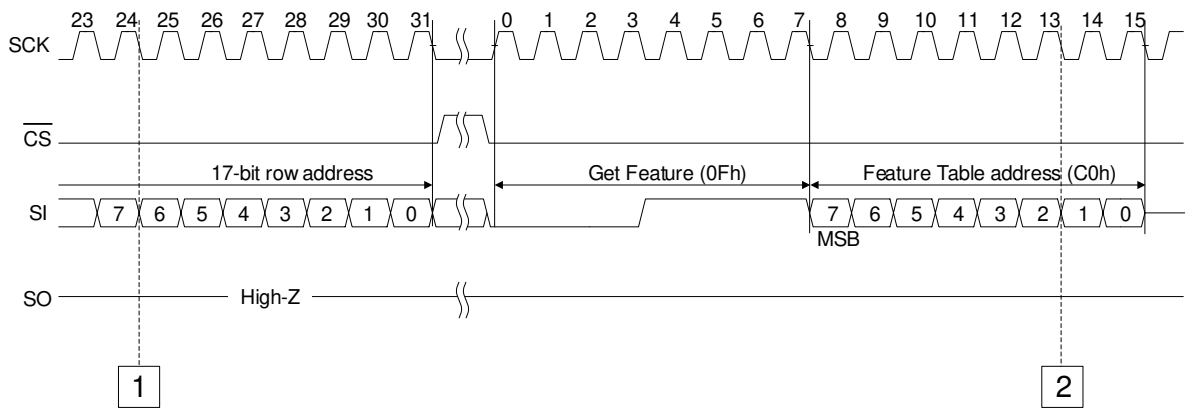 23 24 25 26 27 28 29 30 31 0 1 2 3 4 5 6 7 8 9 10 11 12 13 14 15
SCK
CS
17-bit row address Get Feature (0Fh) Feature Table address (C0h)
SI 7 6 5 4 3 2 1 0 7 6 5 4 3 2 1 0
MSB
SO High-Z
1 2